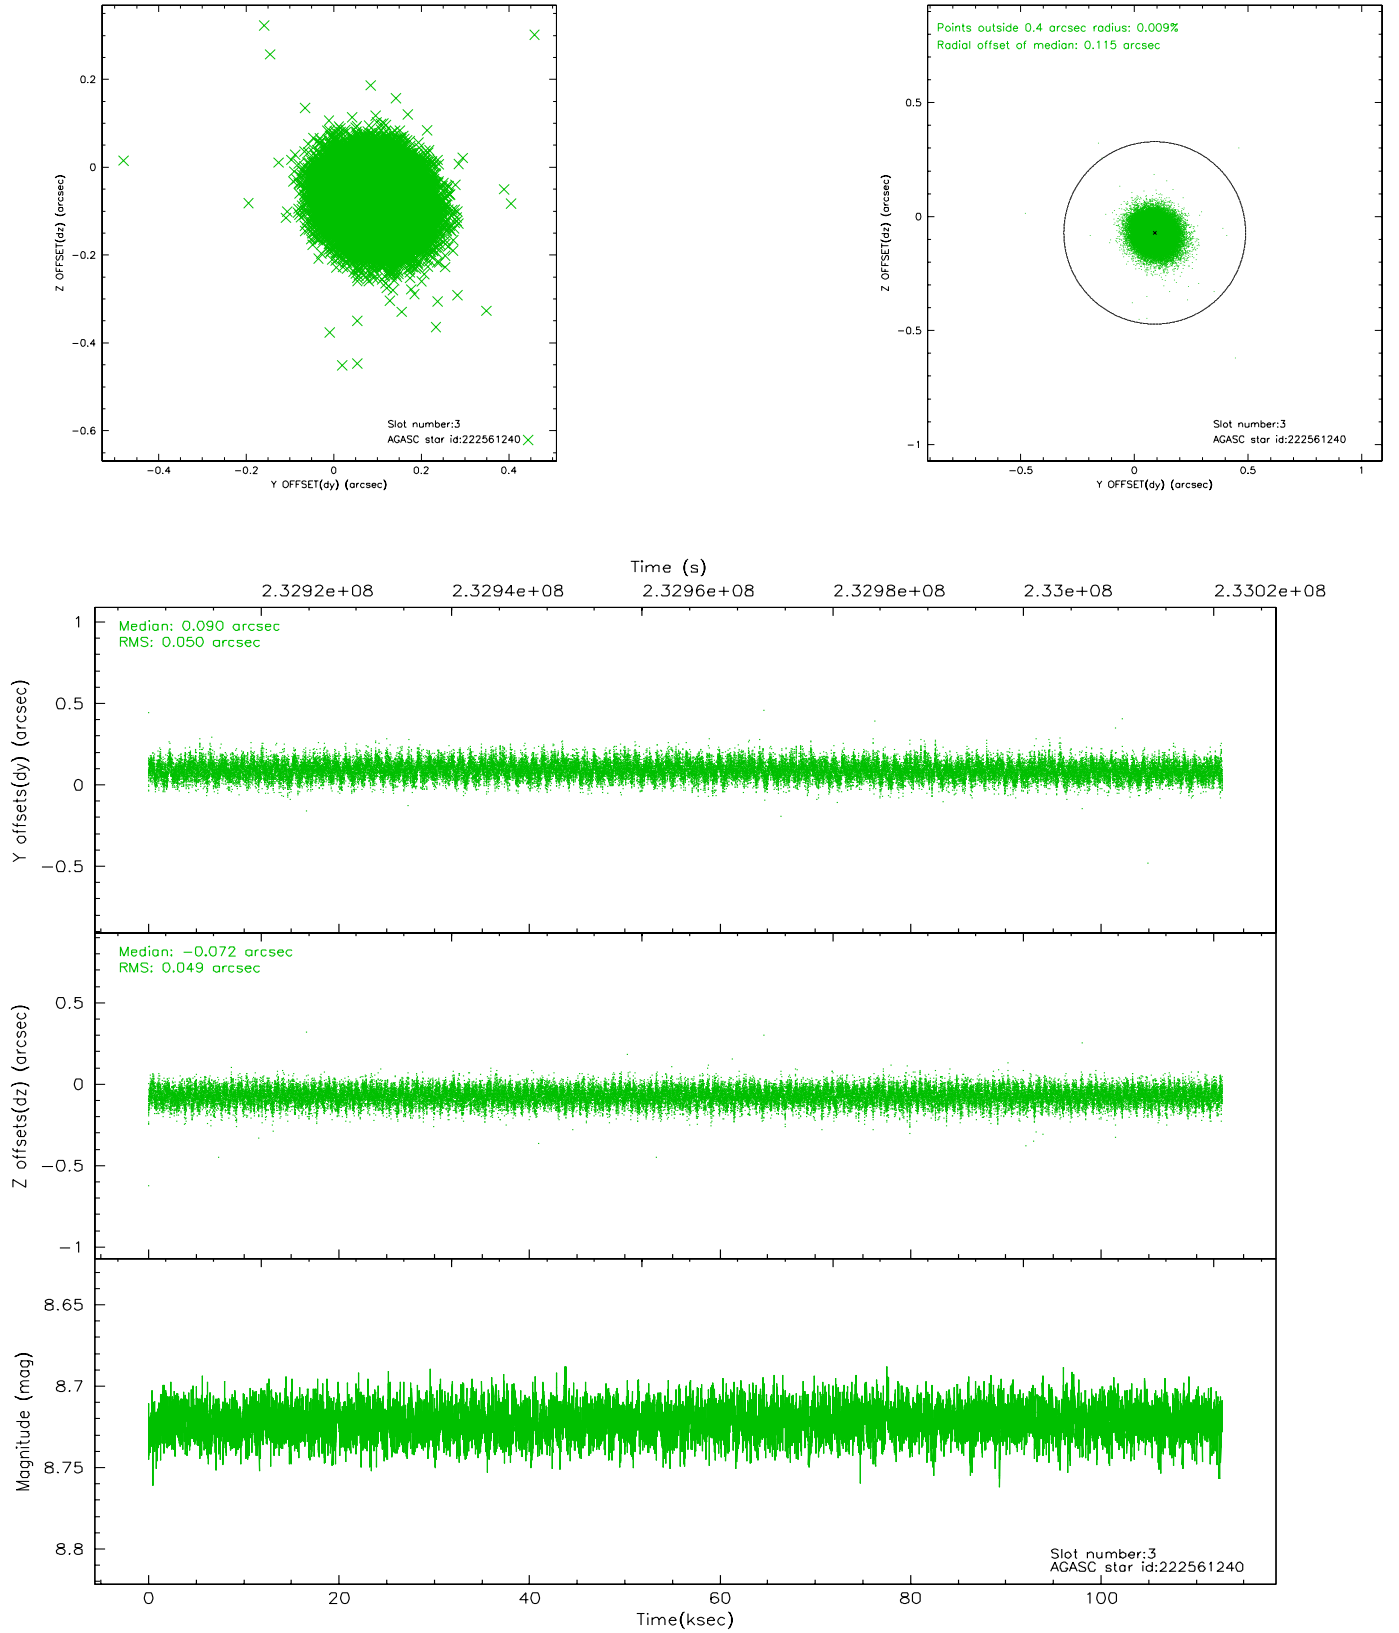 0.2
0
−0.2
−0.4
−0.6
Z OFFSET(dz) (arcsec)
Slot number:3
AGASC star id:222561240
−0.4 −0.2 0 0.2 0.4
Y OFFSET(dy) (arcsec)
Points outside 0.4 arcsec radius: 0.009%
Radial offset of median: 0.115 arcsec
0.5
0
−0.5
−1
Z OFFSET(dz) (arcsec)
Slot number:3
AGASC star id:222561240
−0.5 0 0.5 1
Y OFFSET(dy) (arcsec)
Time (s)
2.3292e+08 2.3294e+08 2.3296e+08 2.3298e+08 2.33e+08 2.3302e+08
Median: 0.090 arcsec
RMS: 0.050 arcsec
1
0.5
0
−0.5
Y offsets(dy) (arcsec)
Median: −0.072 arcsec
RMS: 0.049 arcsec
0.5
0
−0.5
−1
Z offsets(dz) (arcsec)
8.65
8.7
8.75
8.8
Magnitude (mag)
Slot number:3
AGASC star id:222561240
0 20 40 60 80 100
Time(ksec)